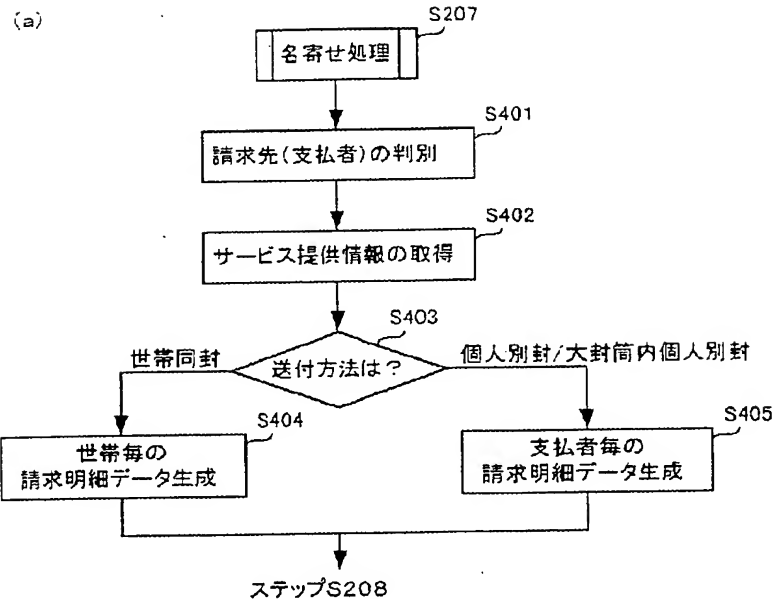 (a)
S207
名寄せ処理
S401
請求先(支払者)の判別
S402
サービス提供情報の取得
S403
送付方法は?
世帯同封
個人別封/大封筒内個人別封
S404
世帯毎の
請求明細データ生成
S405
支払者毎の
請求明細データ生成
ステップS208